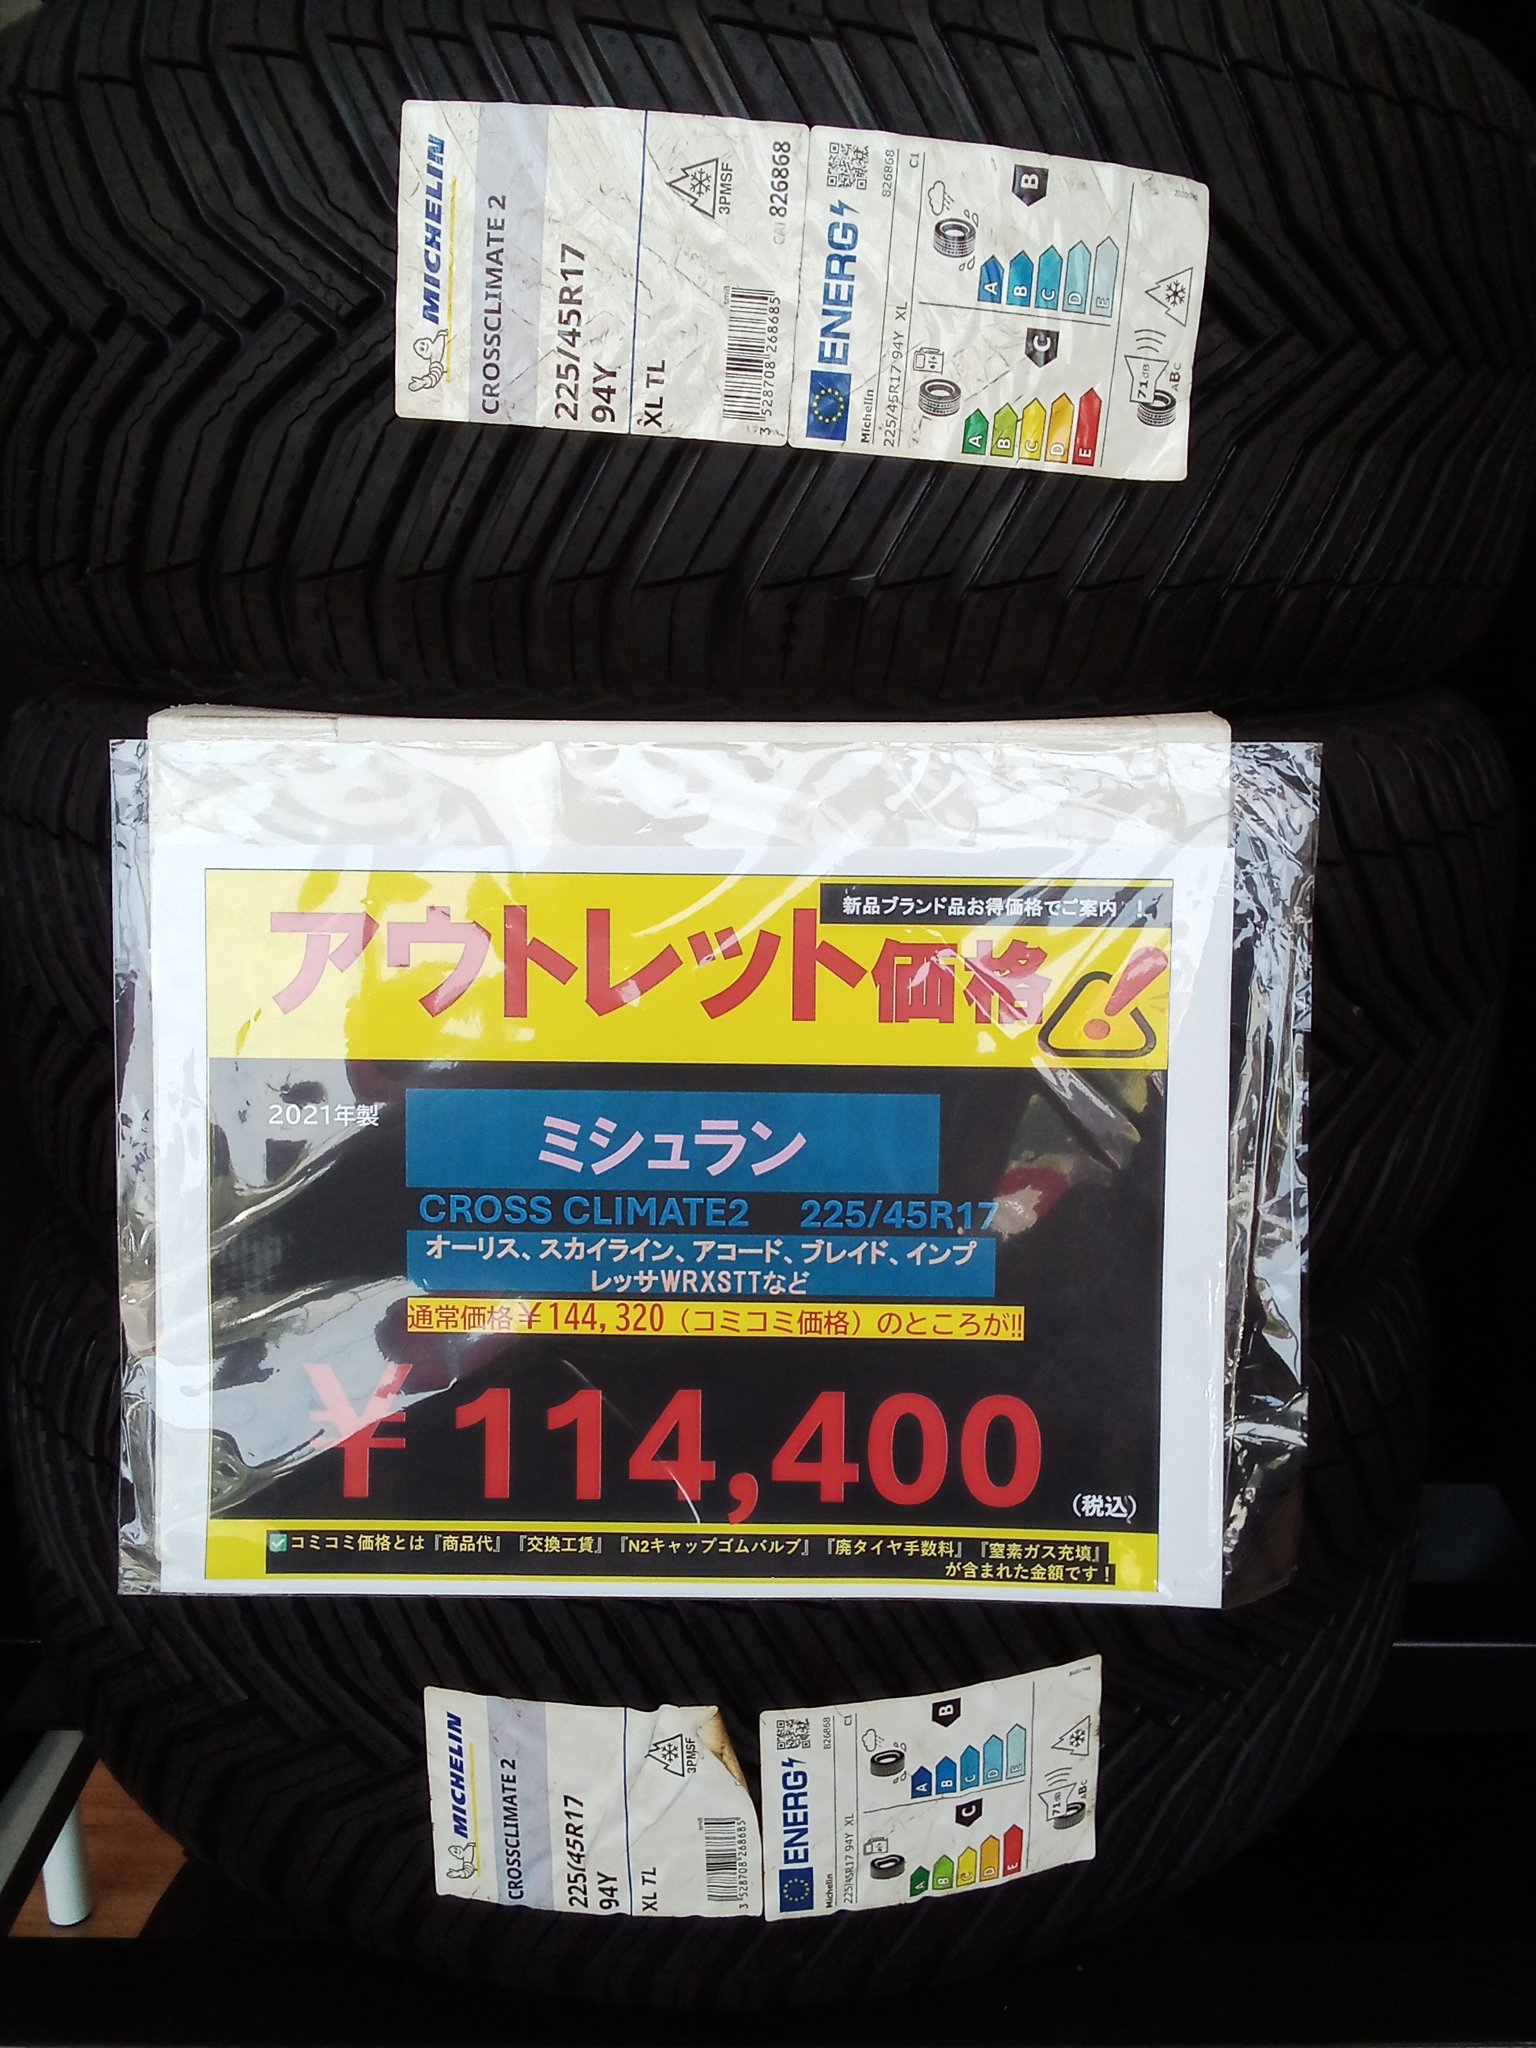 MICHELIN
CROSSCLIMATE 2
225/45R17
94Y
XL TL
3PMSF
CAI 826868
3 528708 268685
ENERG
826868
Michelin
225/45R17 94Y XL
C1
B
A
B
C
D
E
C
A
B
C
D
E
71 dB
ABC
新品ブランド品お得価格でご案内 !
アウトレット価格
2021年製
ミシュラン
CROSS CLIMATE2 225/45R17
オーリス、スカイライン、アコード、ブレイド、インプ
レッサWRXSTTなど
通常価格¥144,320(コミコミ価格)のところが!!
¥114,400
(税込)
コミコミ価格とは『商品代』『交換工賃』『N2キャップゴムバルブ』『廃タイヤ手数料』『窒素ガス充填』
が含まれた金額です!
MICHELIN
CROSSCLIMATE 2
225/45R17
94Y
XL TL
3PMSF
3 528708 268685
ENERG
826868
Michelin
225/45R17 94Y XL
C1
B
A
B
C
D
E
C
A
B
C
D
E
71 dB
ABC